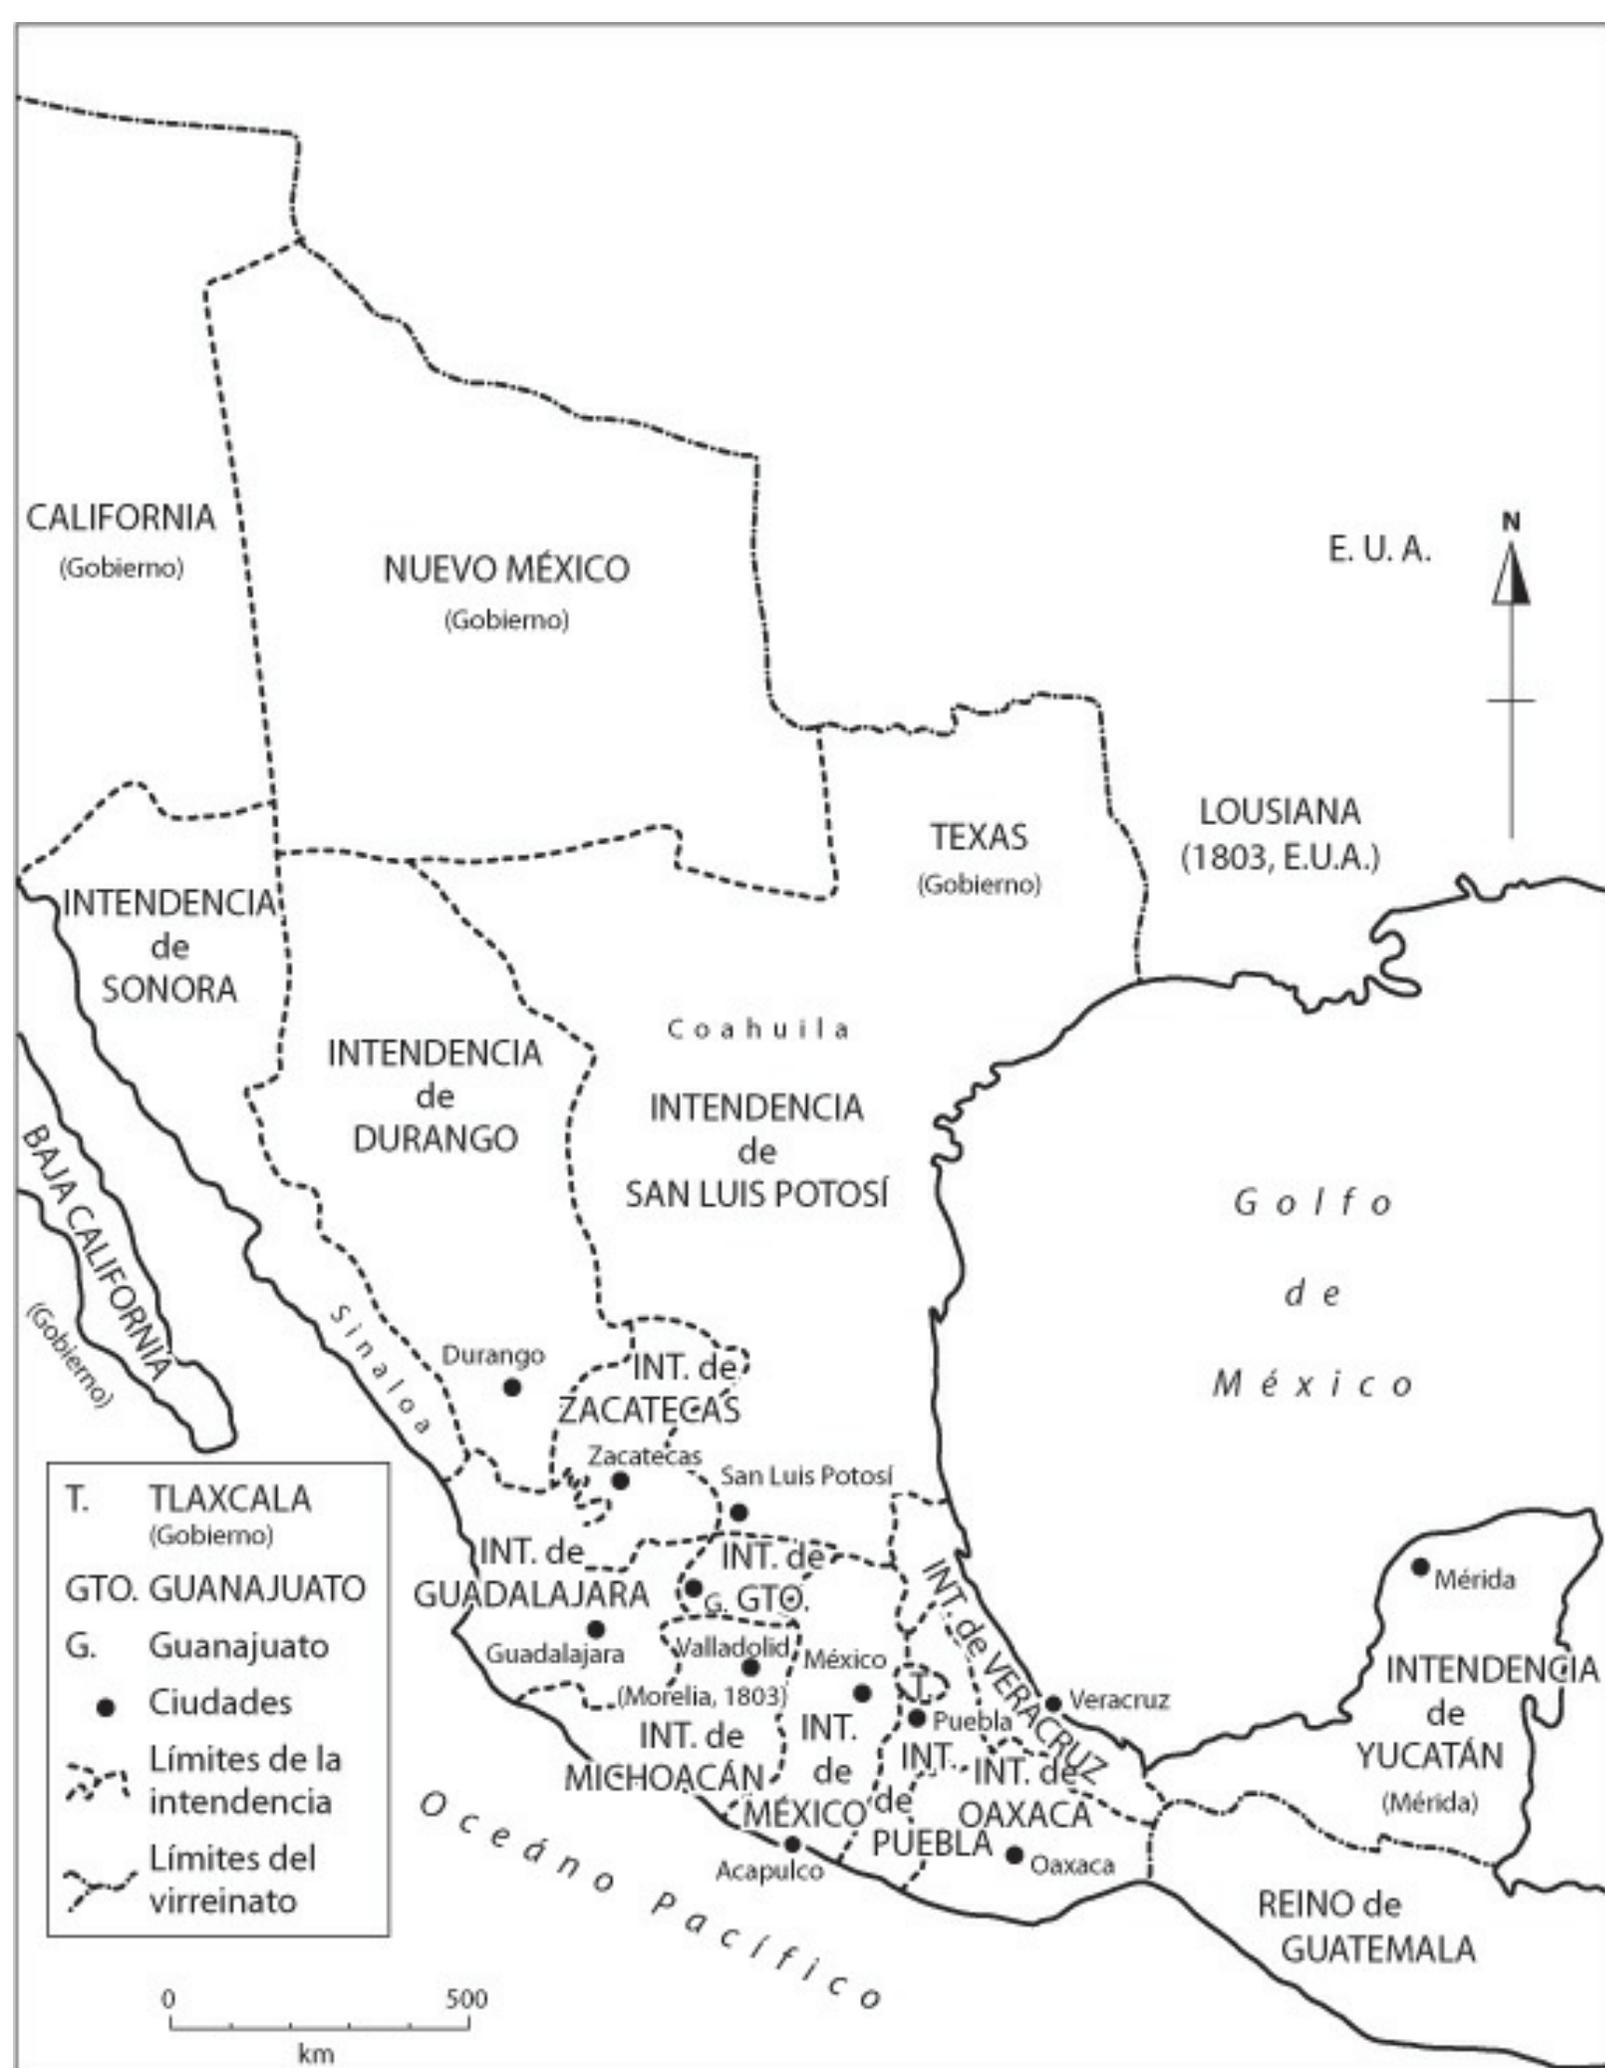 CALIFORNIA
(Gobierno)
NUEVO MÉXICO
(Gobierno)
E. U. A.
N
TEXAS
(Gobierno)
LOUSIANA
(1803, E.U.A.)
INTENDENCIA
de
SONORA
INTENDENCIA
de
DURANGO
Coahuila
INTENDENCIA
de
SAN LUIS POTOSÍ
BAJA CALIFORNIA
(Gobierno)
Sinaloa
Golfo
de
México
Durango
INT. de
ZACATECAS
Zacatecas
San Luis Potosí
INT. de
GUADALAJARA
Guadalajara
INT. de
G. GTO.
Valladolid
(Morelia, 1803)
INT. de
MICHOACÁN
México
INT.
de
MÉXICO
Acapulco
T.
Puebla
INT.
de
PUEBLA
INT. de VERACRUZ
Veracruz
INT. de
OAXACA
Oaxaca
Mérida
INTENDENCIA
de
YUCATÁN
(Mérida)
REINO de
GUATEMALA
Oceáno Pacífico
T. TLAXCALA
(Gobierno)
GTO. GUANAJUATO
G. Guanajuato
Ciudades
Límites de la
intendencia
Límites del
virreinato
0 500
km